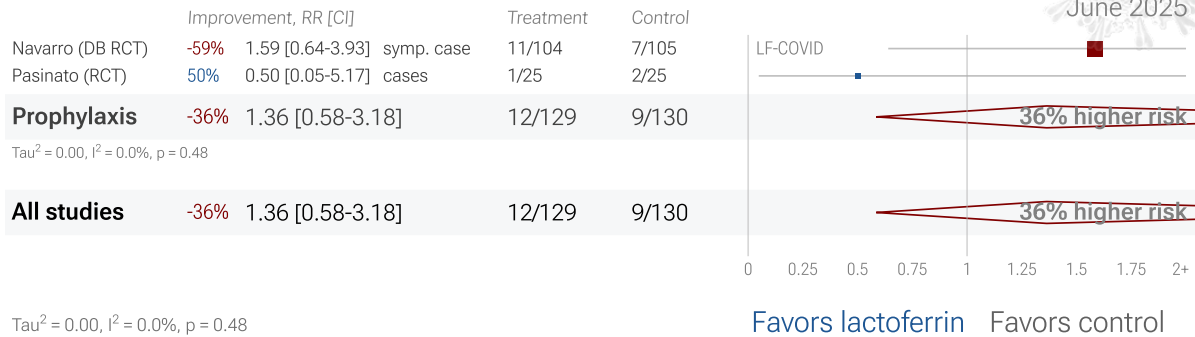 June 2025
Improvement, RR [CI] Treatment Control
Navarro (DB RCT) -59% 1.59 [0.64-3.93] symp. case 11/104 7/105 LF-COVID
Pasinato (RCT) 50% 0.50 [0.05-5.17] cases 1/25 2/25
Prophylaxis -36% 1.36 [0.58-3.18] 12/129 9/130 36% higher risk
Tau² = 0.00, I² = 0.0%, p = 0.48
All studies -36% 1.36 [0.58-3.18] 12/129 9/130 36% higher risk
0 0.25 0.5 0.75 1 1.25 1.5 1.75 2+
Tau² = 0.00, I² = 0.0%, p = 0.48 Favors lactoferrin Favors control